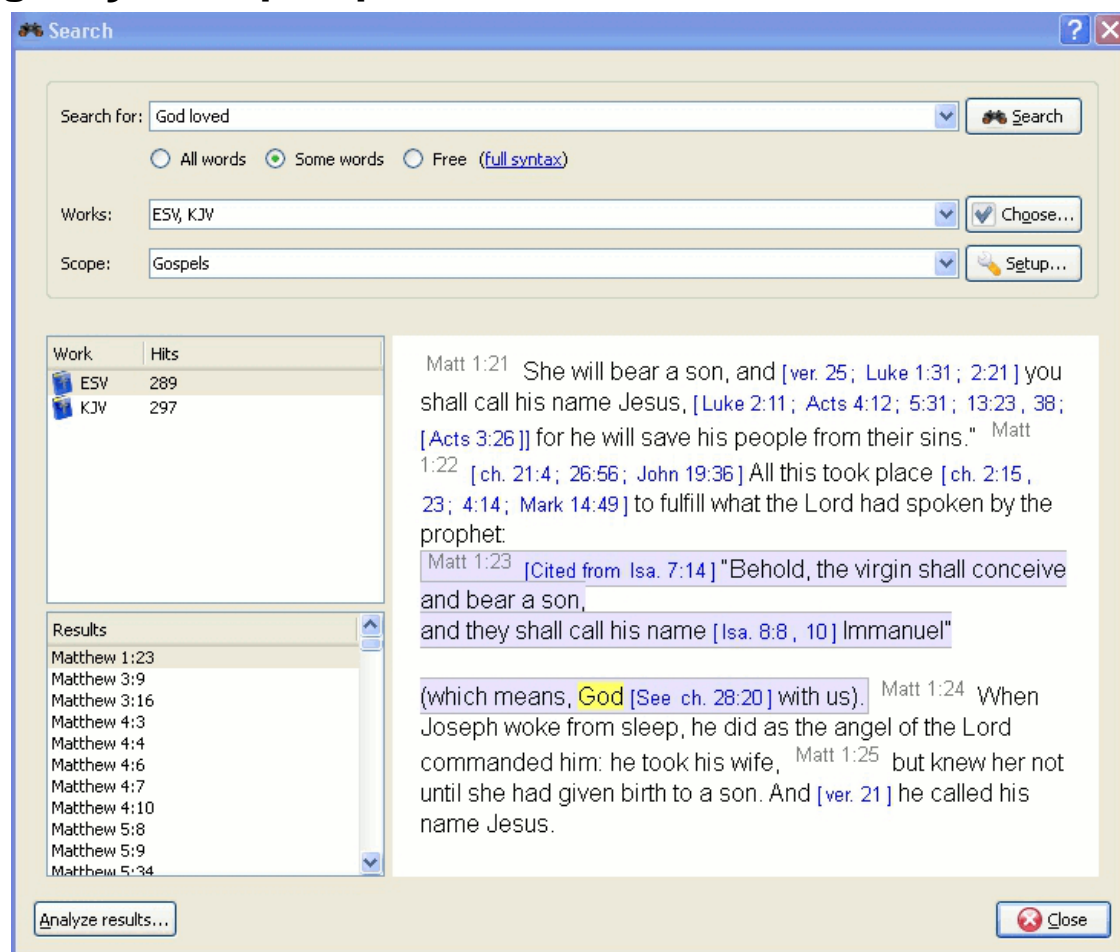 Search
Search for: God loved Search
All words Some words Free (full syntax)
Works: ESV, KJV Choose...
Scope: Gospels Setup...
Work Hits
ESV 289
KJV 297
Results
Matthew 1:23
Matthew 3:9
Matthew 3:16
Matthew 4:3
Matthew 4:4
Matthew 4:6
Matthew 4:7
Matthew 4:10
Matthew 5:8
Matthew 5:9
Matthew 5:34
Matt 1:21 She will bear a son, and [ver. 25; Luke 1:31; 2:21] you
shall call his name Jesus, [Luke 2:11; Acts 4:12; 5:31; 13:23, 38;
[Acts 3:26]] for he will save his people from their sins." Matt
1:22 [ch. 21:4; 26:56; John 19:36] All this took place [ch. 2:15,
23; 4:14; Mark 14:49] to fulfill what the Lord had spoken by the
prophet:
Matt 1:23 [Cited from Isa. 7:14] "Behold, the virgin shall conceive
and bear a son,
and they shall call his name [Isa. 8:8, 10] Immanuel"
(which means, God [See ch. 28:20] with us). Matt 1:24 When
Joseph woke from sleep, he did as the angel of the Lord
commanded him: he took his wife, Matt 1:25 but knew her not
until she had given birth to a son. And [ver. 21] he called his
name Jesus.
Analyze results... Close